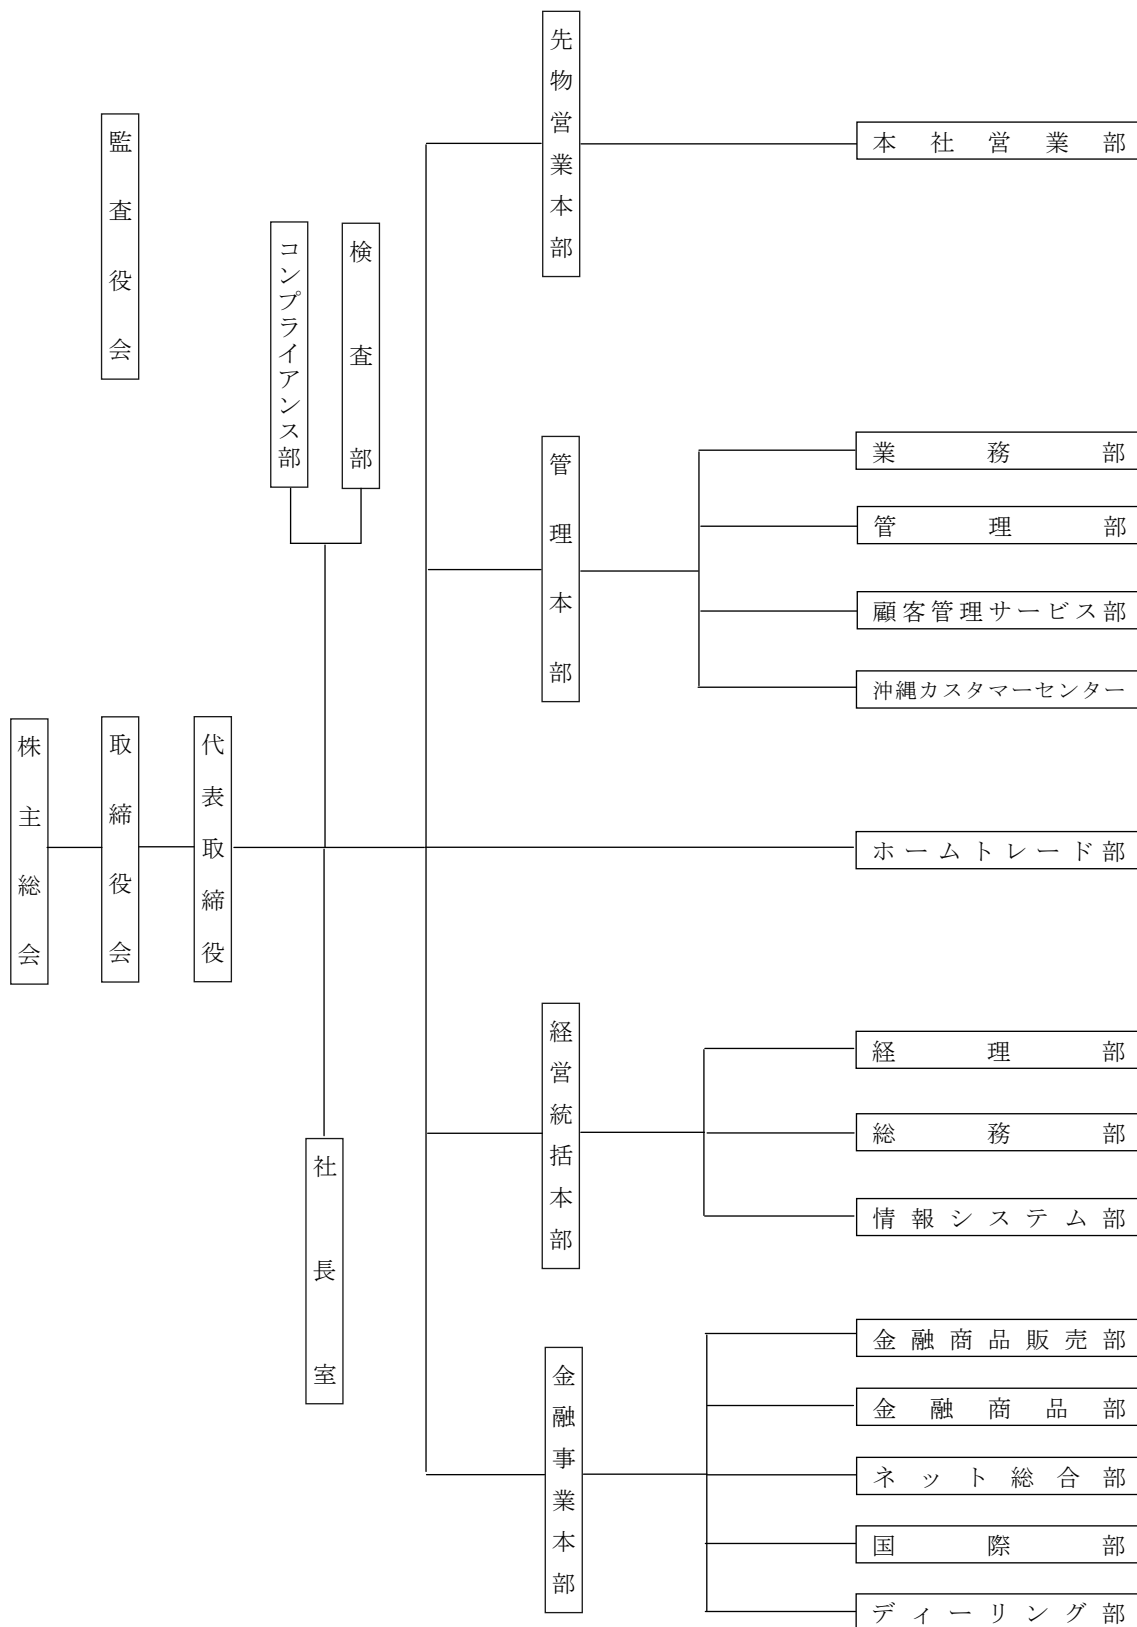 株主総会
取締役会
代表取締役
監査役会
コンプライアンス部
検査部
社長室
先物営業本部
本社営業部
管理本部
業務部
管理部
顧客管理サービス部
沖縄カスタマーセンター
ホームトレード部
経営統括本部
経理部
総務部
情報システム部
金融事業本部
金融商品販売部
金融商品部
ネット総合部
国際部
ディーリング部